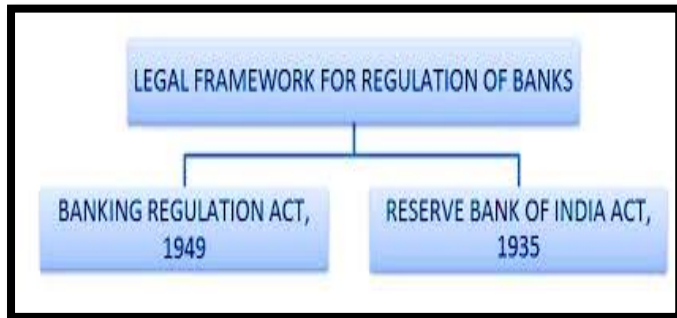 LEGAL FRAMEWORK FOR REGULATION OF BANKS
BANKING REGULATION ACT,
1949
RESERVE BANK OF INDIA ACT,
1935